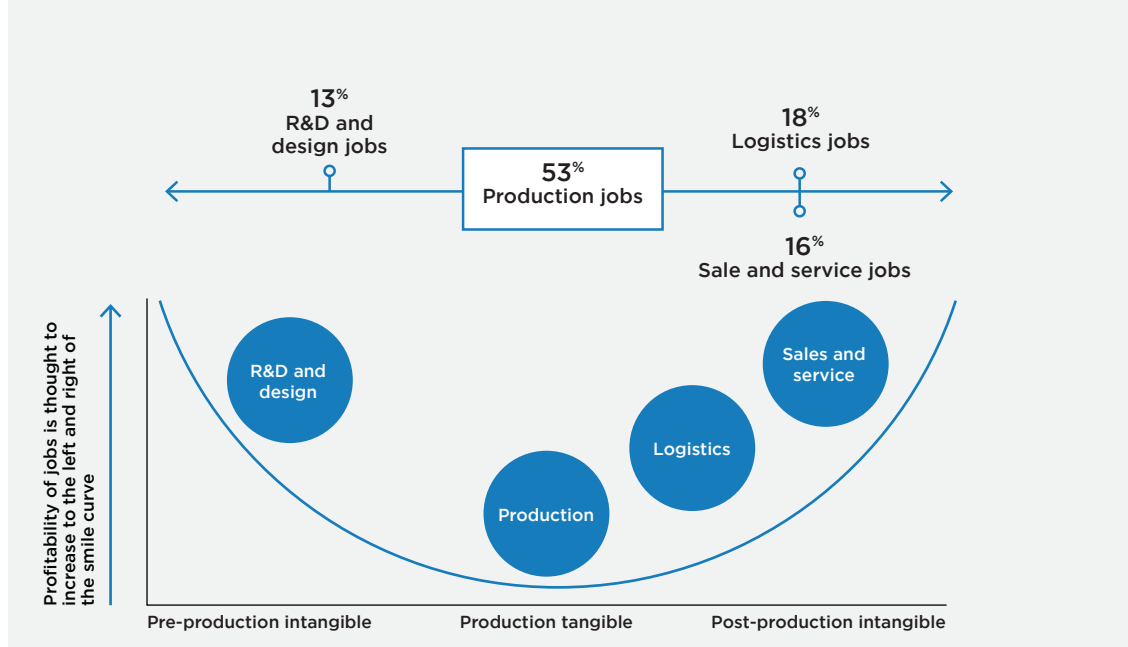 13%
R&D and
design jobs
18%
Logistics jobs
53%
Production jobs
16%
Sale and service jobs
Profitability of jobs is thought to
increase to the left and right of
the smile curve
R&D and
design
Sales and
service
Logistics
Production
Pre-production intangible
Production tangible
Post-production intangible